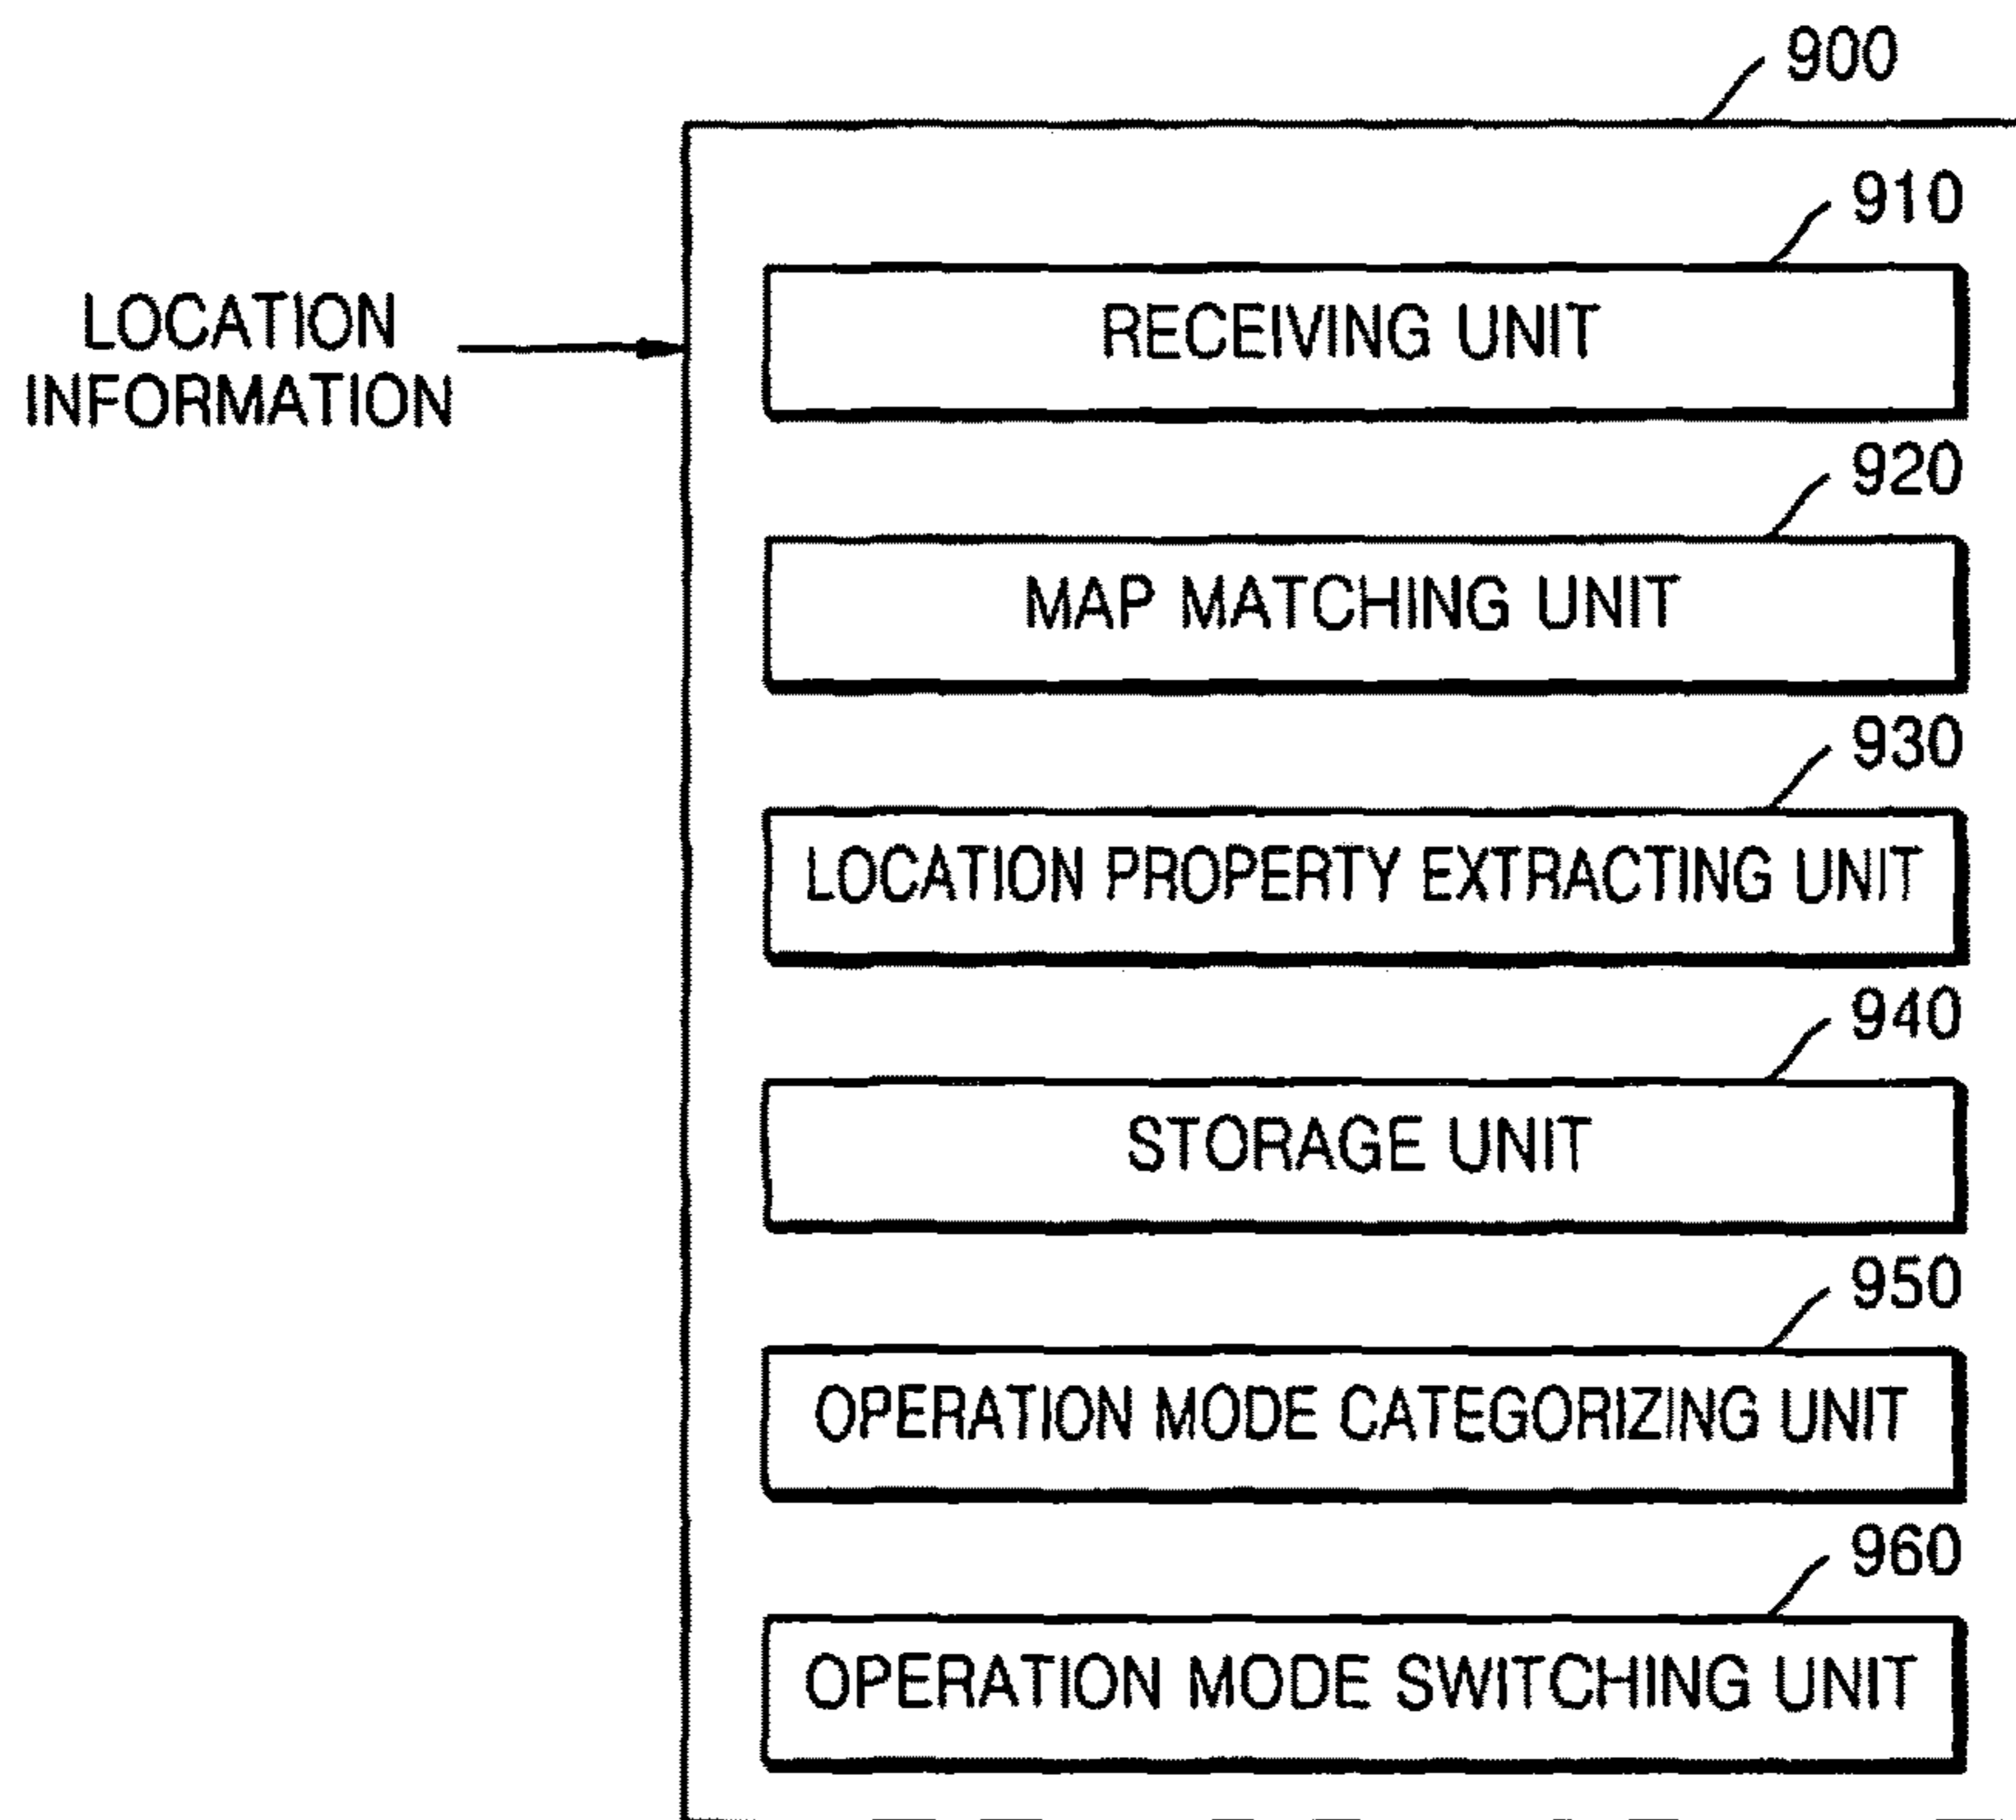 900
910
LOCATION
INFORMATION
RECEIVING UNIT
920
MAP MATCHING UNIT
930
LOCATION PROPERTY EXTRACTING UNIT
940
STORAGE UNIT
950
OPERATION MODE CATEGORIZING UNIT
960
OPERATION MODE SWITCHING UNIT